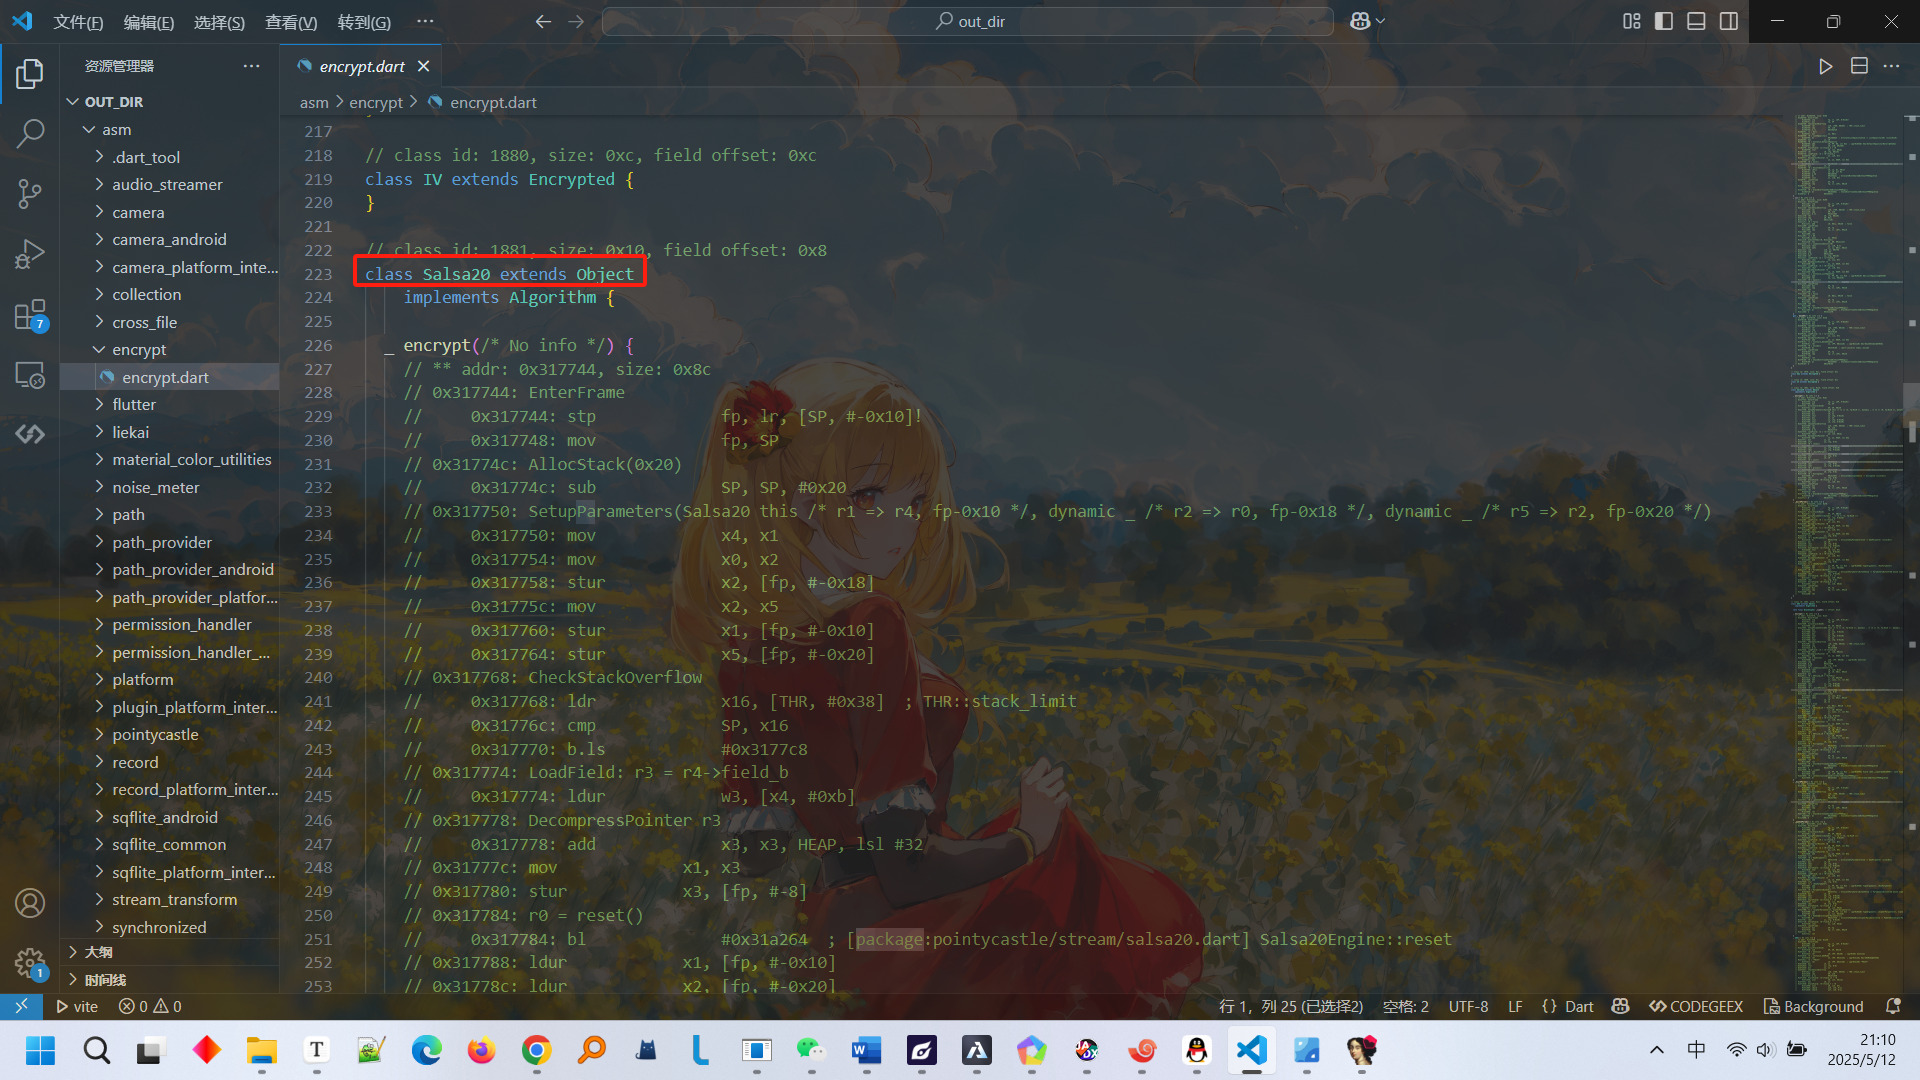 文件(F) 编辑(E) 选择(S) 查看(V) 转到(G) ··· out_dir
资源管理器 ···
OUT_DIR
asm
.dart_tool
audio_streamer
camera
camera_android
camera_platform_inte...
collection
cross_file
encrypt
encrypt.dart
flutter
liekai
material_color_utilities
noise_meter
path
path_provider
path_provider_android
path_provider_platfor...
permission_handler
permission_handler_...
platform
plugin_platform_inter...
pointycastle
record
record_platform_inter...
sqflite_android
sqflite_common
sqflite_platform_inter...
stream_transform
synchronized
大纲
时间线
7
1
encrypt.dart
asm > encrypt > encrypt.dart
217
218 // class id: 1880, size: 0xc, field offset: 0xc
219 class IV extends Encrypted {
220 }
221
222 // class id: 1881, size: 0x10, field offset: 0x8
223 class Salsa20 extends Object
224 implements Algorithm {
225
226 _ encrypt(/* No info */) {
227 // ** addr: 0x317744, size: 0x8c
228 // 0x317744: EnterFrame
229 // 0x317744: stp fp, lr, [SP, #-0x10]!
230 // 0x317748: mov fp, SP
231 // 0x31774c: AllocStack(0x20)
232 // 0x31774c: sub SP, SP, #0x20
233 // 0x317750: SetupParameters(Salsa20 this /* r1 => r4, fp-0x10 */, dynamic _ /* r2 => r0, fp-0x18 */, dynamic _ /* r5 => r2, fp-0x20 */)
234 // 0x317750: mov x4, x1
235 // 0x317754: mov x0, x2
236 // 0x317758: stur x2, [fp, #-0x18]
237 // 0x31775c: mov x2, x5
238 // 0x317760: stur x1, [fp, #-0x10]
239 // 0x317764: stur x5, [fp, #-0x20]
240 // 0x317768: CheckStackOverflow
241 // 0x317768: ldr x16, [THR, #0x38] ; THR::stack_limit
242 // 0x31776c: cmp SP, x16
243 // 0x317770: b.ls #0x3177c8
244 // 0x317774: LoadField: r3 = r4->field_b
245 // 0x317774: ldur w3, [x4, #0xb]
246 // 0x317778: DecompressPointer r3
247 // 0x317778: add x3, x3, HEAP, lsl #32
248 // 0x31777c: mov x1, x3
249 // 0x317780: stur x3, [fp, #-8]
250 // 0x317784: r0 = reset()
251 // 0x317784: bl #0x31a264 ; [package:pointycastle/stream/salsa20.dart] Salsa20Engine::reset
252 // 0x317788: ldur x1, [fp, #-0x10]
253 // 0x31778c: ldur x2, [fp, #-0x20]
vite 0 0 行 1，列 25 (已选择2) 空格: 2 UTF-8 LF {} Dart CODEGEEX Background
中 21:10
2025/5/12